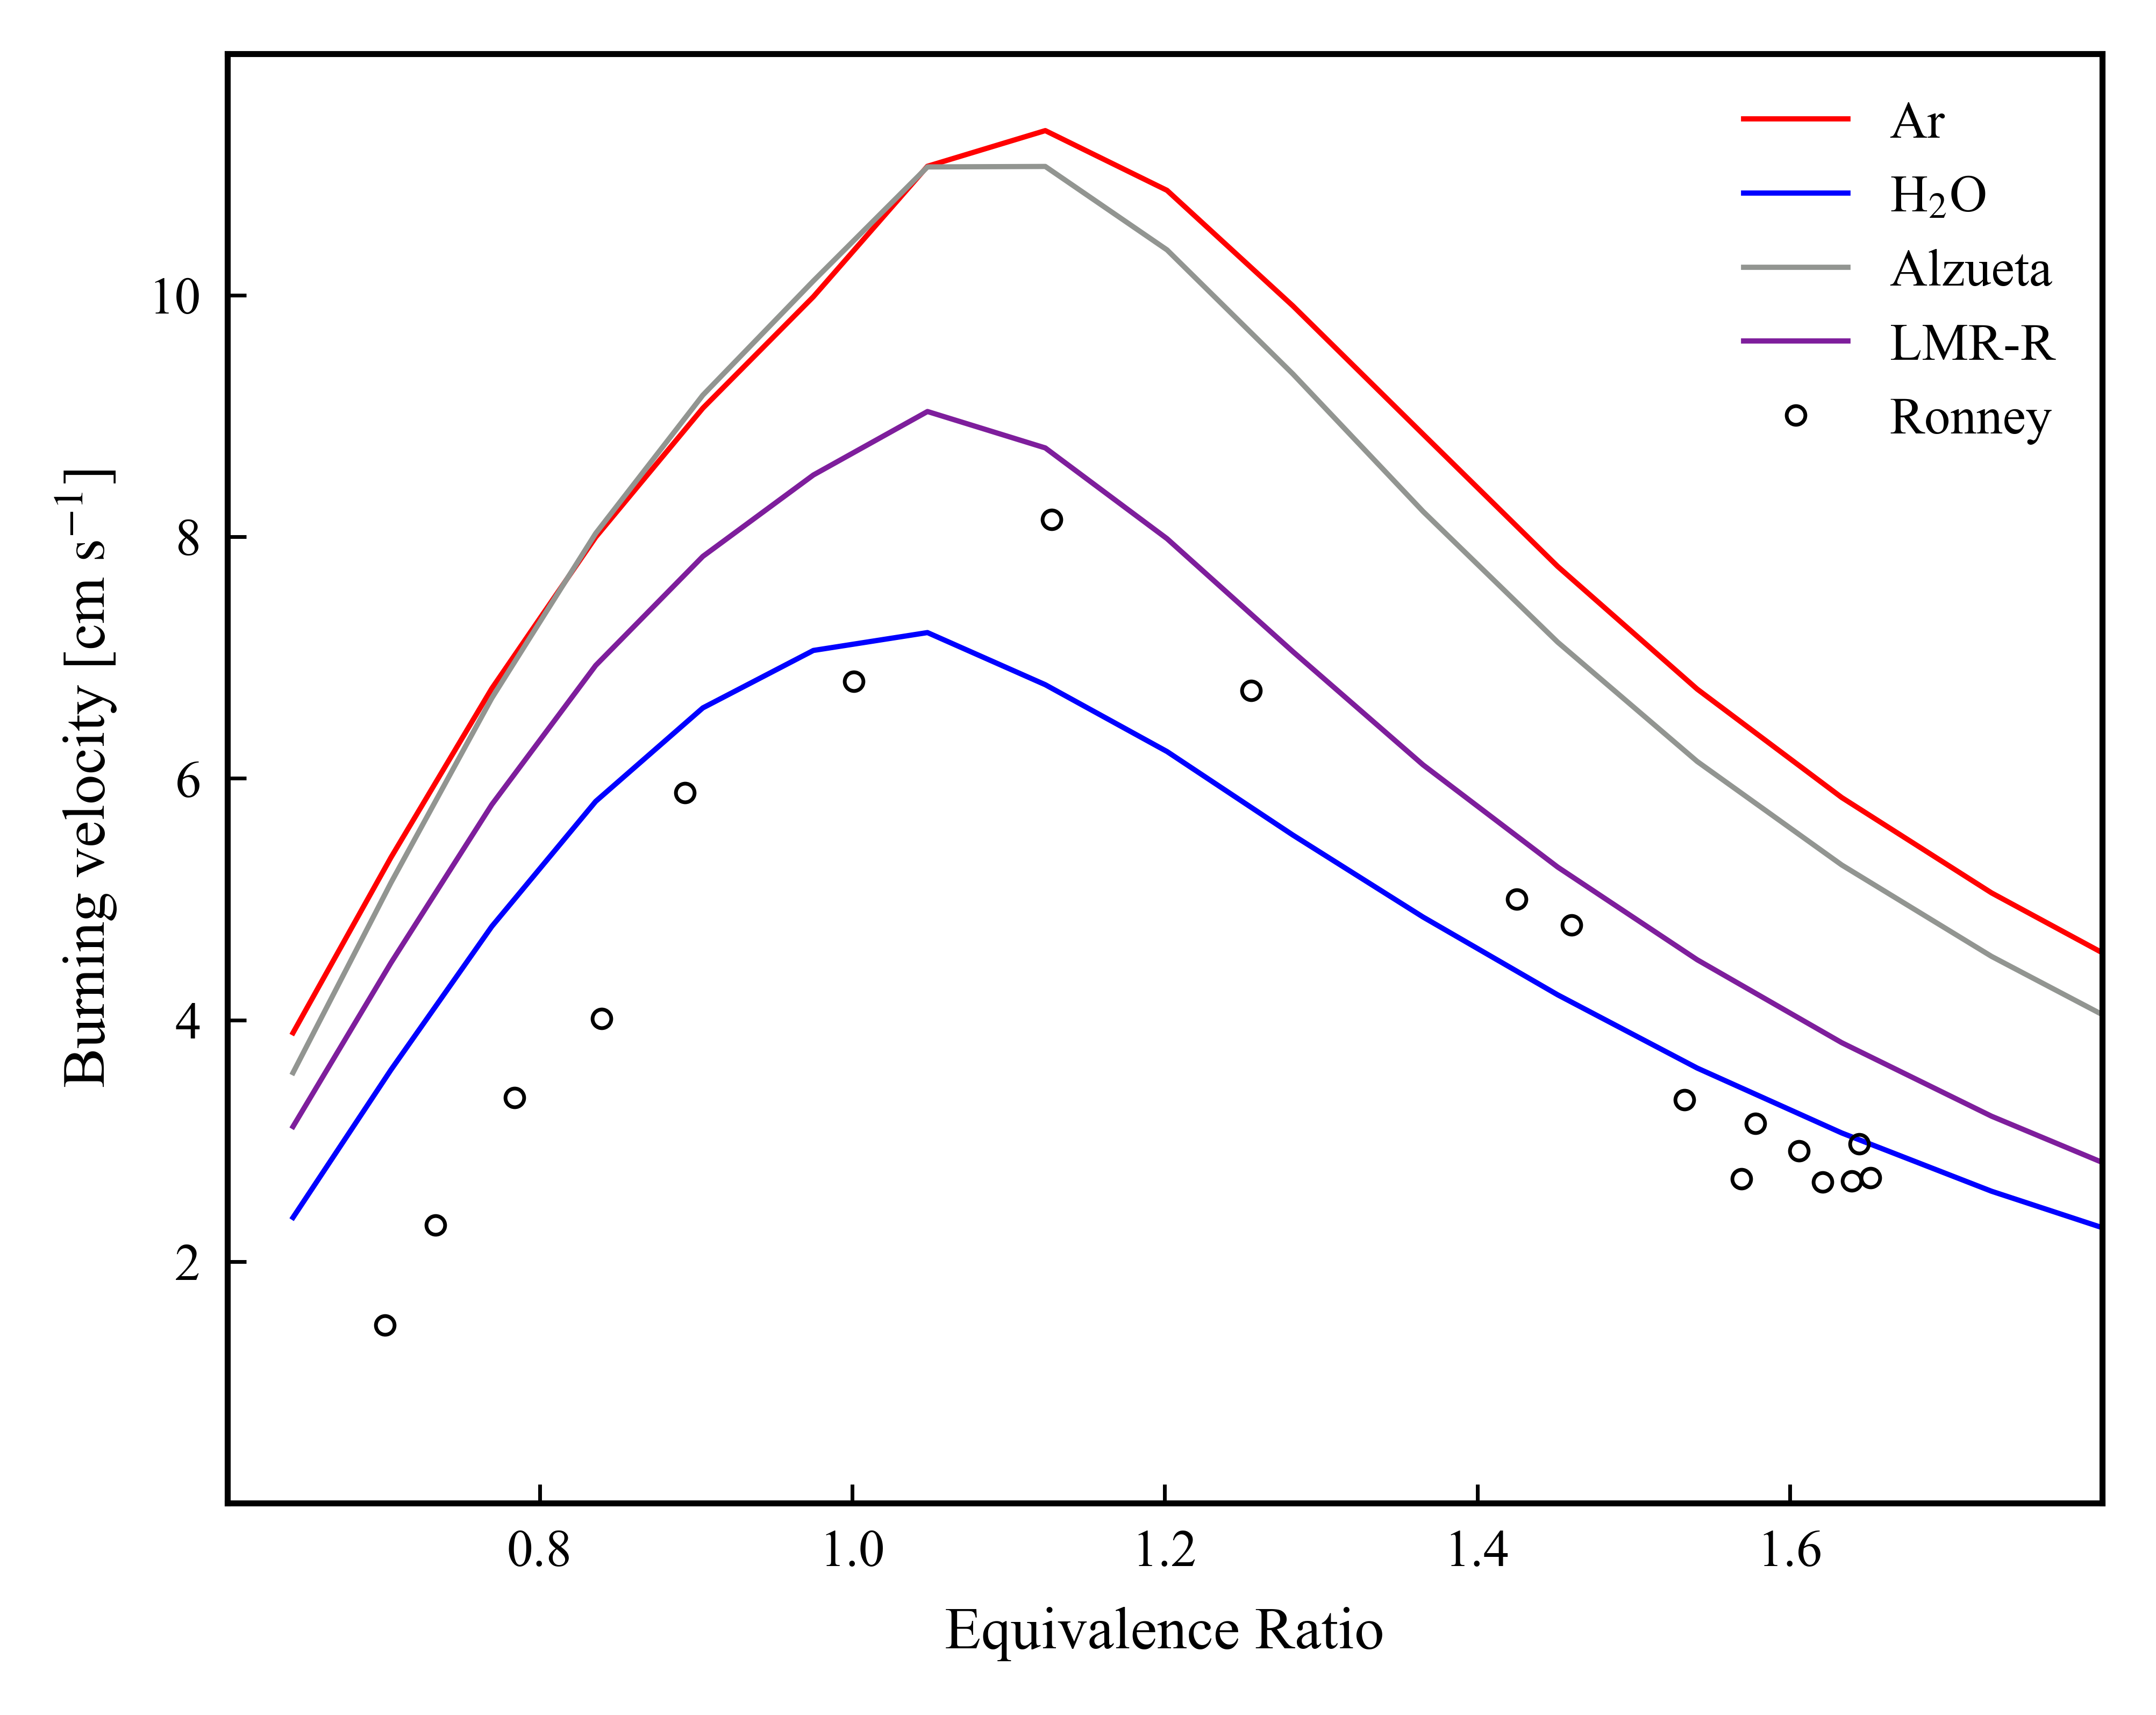 Ar
H₂O
Alzueta
LMR-R
Ronney
10
8
6
4
2
Burning velocity [cm s⁻¹]
0.8 1.0 1.2 1.4 1.6
Equivalence Ratio